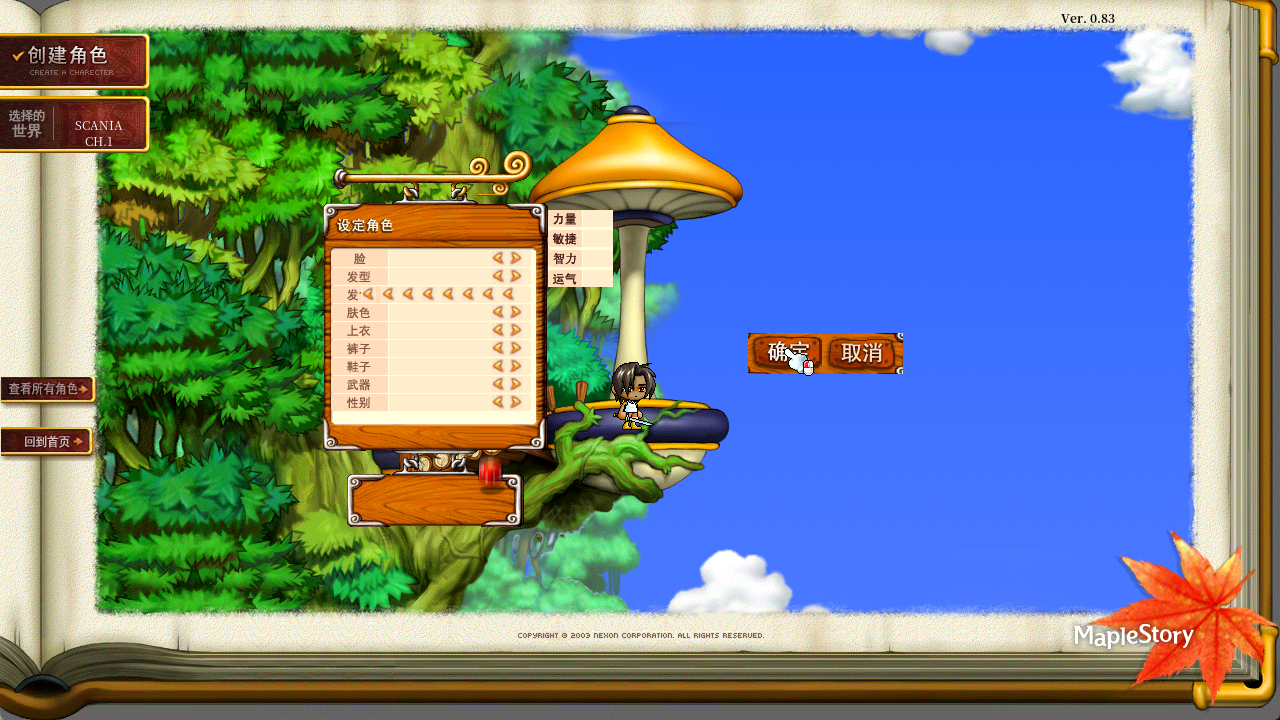 Ver. 0.83
创建角色
CREATE A CHARECTER
选择的
世界
SCANIA
CH.1
设定角色
脸
发型
发
肤色
上衣
裤子
鞋子
武器
性别
力量
敏捷
智力
运气
确定
取消
查看所有角色
回到首页
COPYRIGHT @ 2003 NEXON CORPORATION. ALL RIGHTS RESERVED.
MapleStory